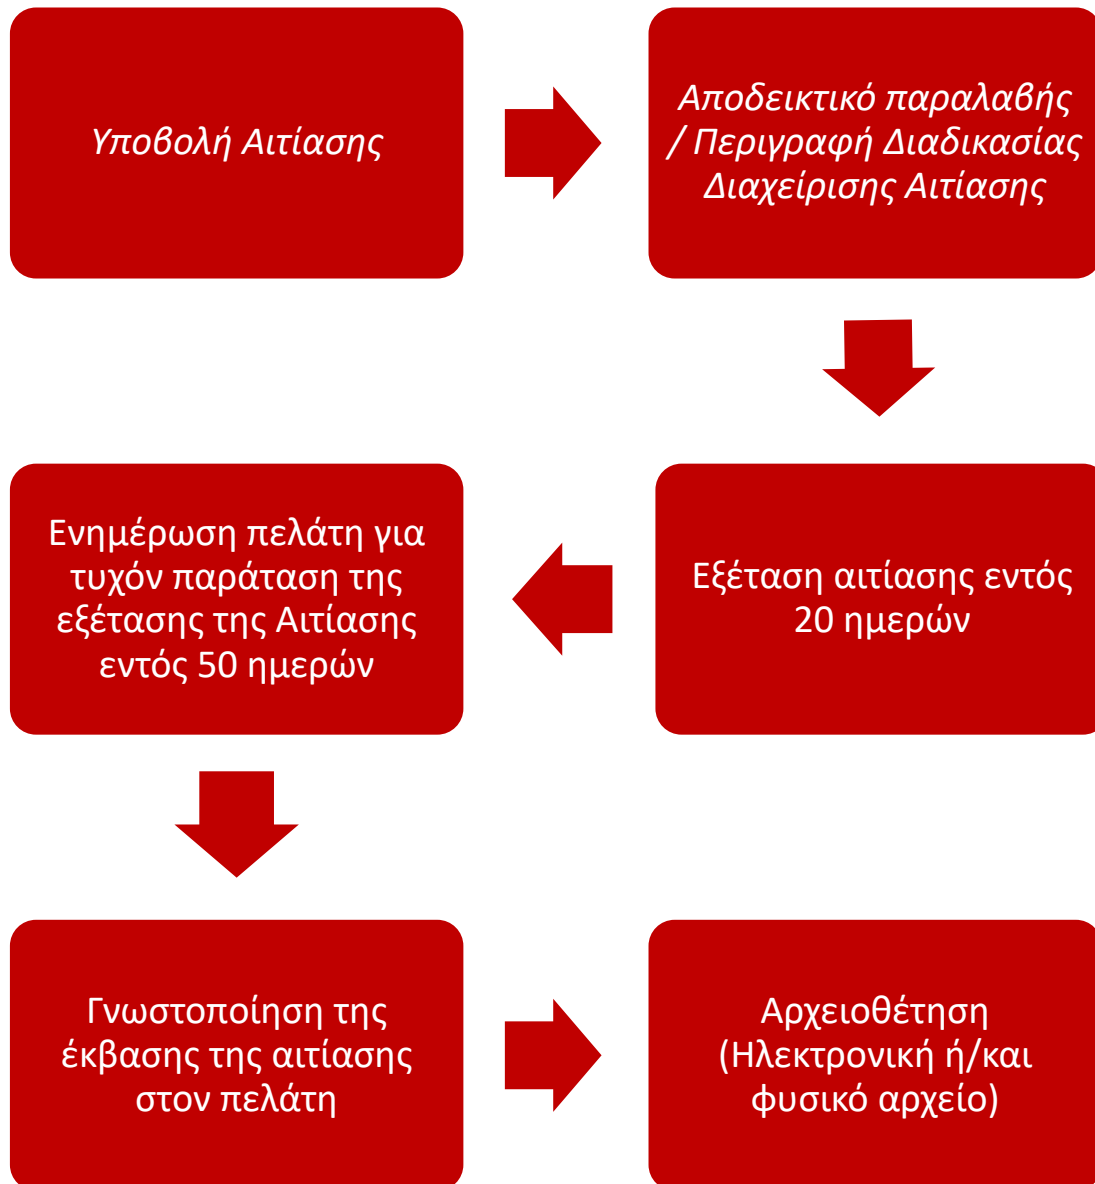 Υποβολή Αιτίασης
Αποδεικτικό παραλαβής
/ Περιγραφή Διαδικασίας
Διαχείρισης Αιτίασης
Εξέταση αιτίασης εντός
20 ημερών
Ενημέρωση πελάτη για
τυχόν παράταση της
εξέτασης της Αιτίασης
εντός 50 ημερών
Γνωστοποίηση της
έκβασης της αιτίασης
στον πελάτη
Αρχειοθέτηση
(Ηλεκτρονική ή/και
φυσικό αρχείο)